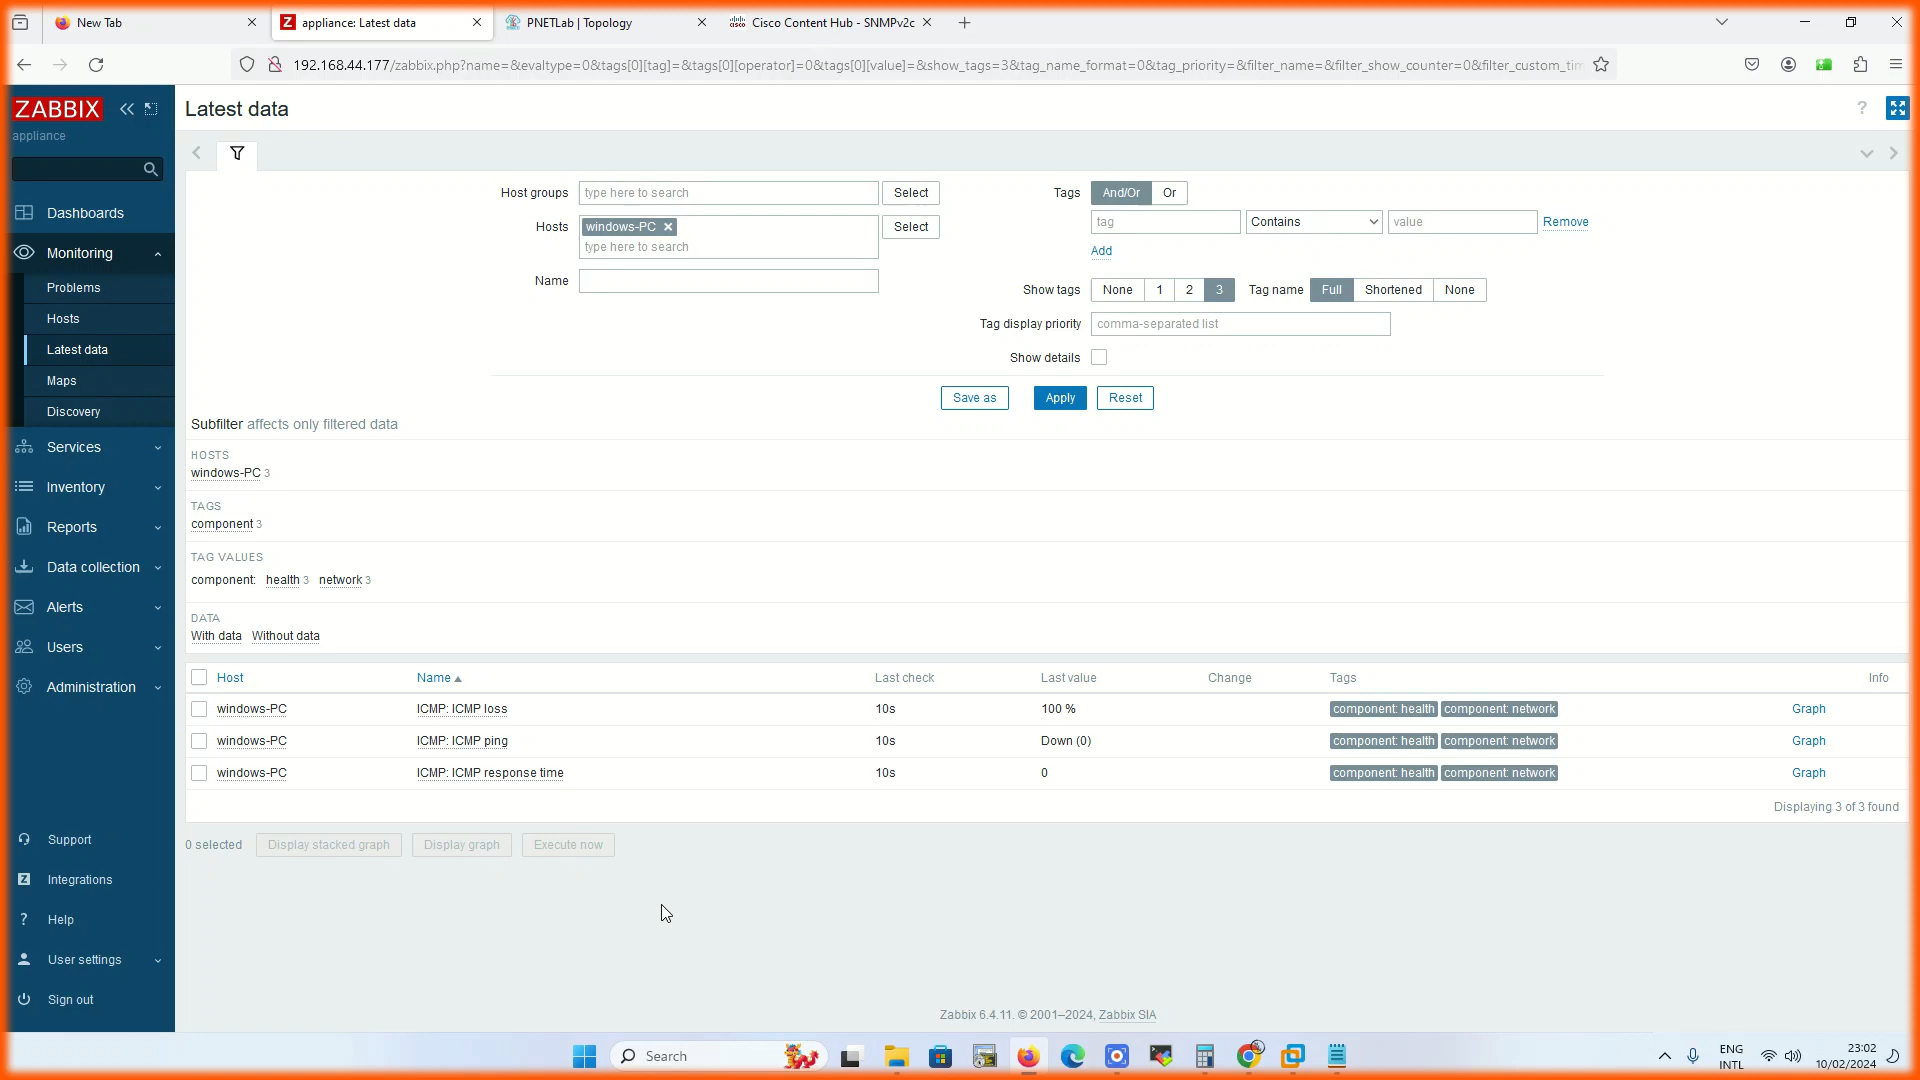 New Tab
appliance: Latest data
PNETLab | Topology
Cisco Content Hub - SNMPv2c
192.168.44.177/zabbix.php?name=&evaltype=0&tags[0][tag]=&tags[0][operator]=0&tags[0][value]=&show_tags=3&tag_name_format=0&tag_priority=&filter_name=&filter_show_counter=0&filter_custom_tim
ZABBIX
appliance
Dashboards
Monitoring
Problems
Hosts
Latest data
Maps
Discovery
Services
Inventory
Reports
Data collection
Alerts
Users
Administration
Support
Integrations
Help
User settings
Sign out
Latest data
Host groups type here to search Select
Hosts windows-PC Select
type here to search
Name
Tags And/Or Or
tag Contains value Remove
Add
Show tags None 1 2 3 Tag name Full Shortened None
Tag display priority comma-separated list
Show details
Save as Apply Reset
Subfilter affects only filtered data
HOSTS
windows-PC 3
TAGS
component 3
TAG VALUES
component: health 3 network 3
DATA
With data Without data
Host Name Last check Last value Change Tags Info
windows-PC ICMP: ICMP loss 10s 100 % component: health component: network Graph
windows-PC ICMP: ICMP ping 10s Down (0) component: health component: network Graph
windows-PC ICMP: ICMP response time 10s 0 component: health component: network Graph
Displaying 3 of 3 found
0 selected Display stacked graph Display graph Execute now
Zabbix 6.4.11. © 2001–2024, Zabbix SIA
Search
ENG
INTL
23:02
10/02/2024